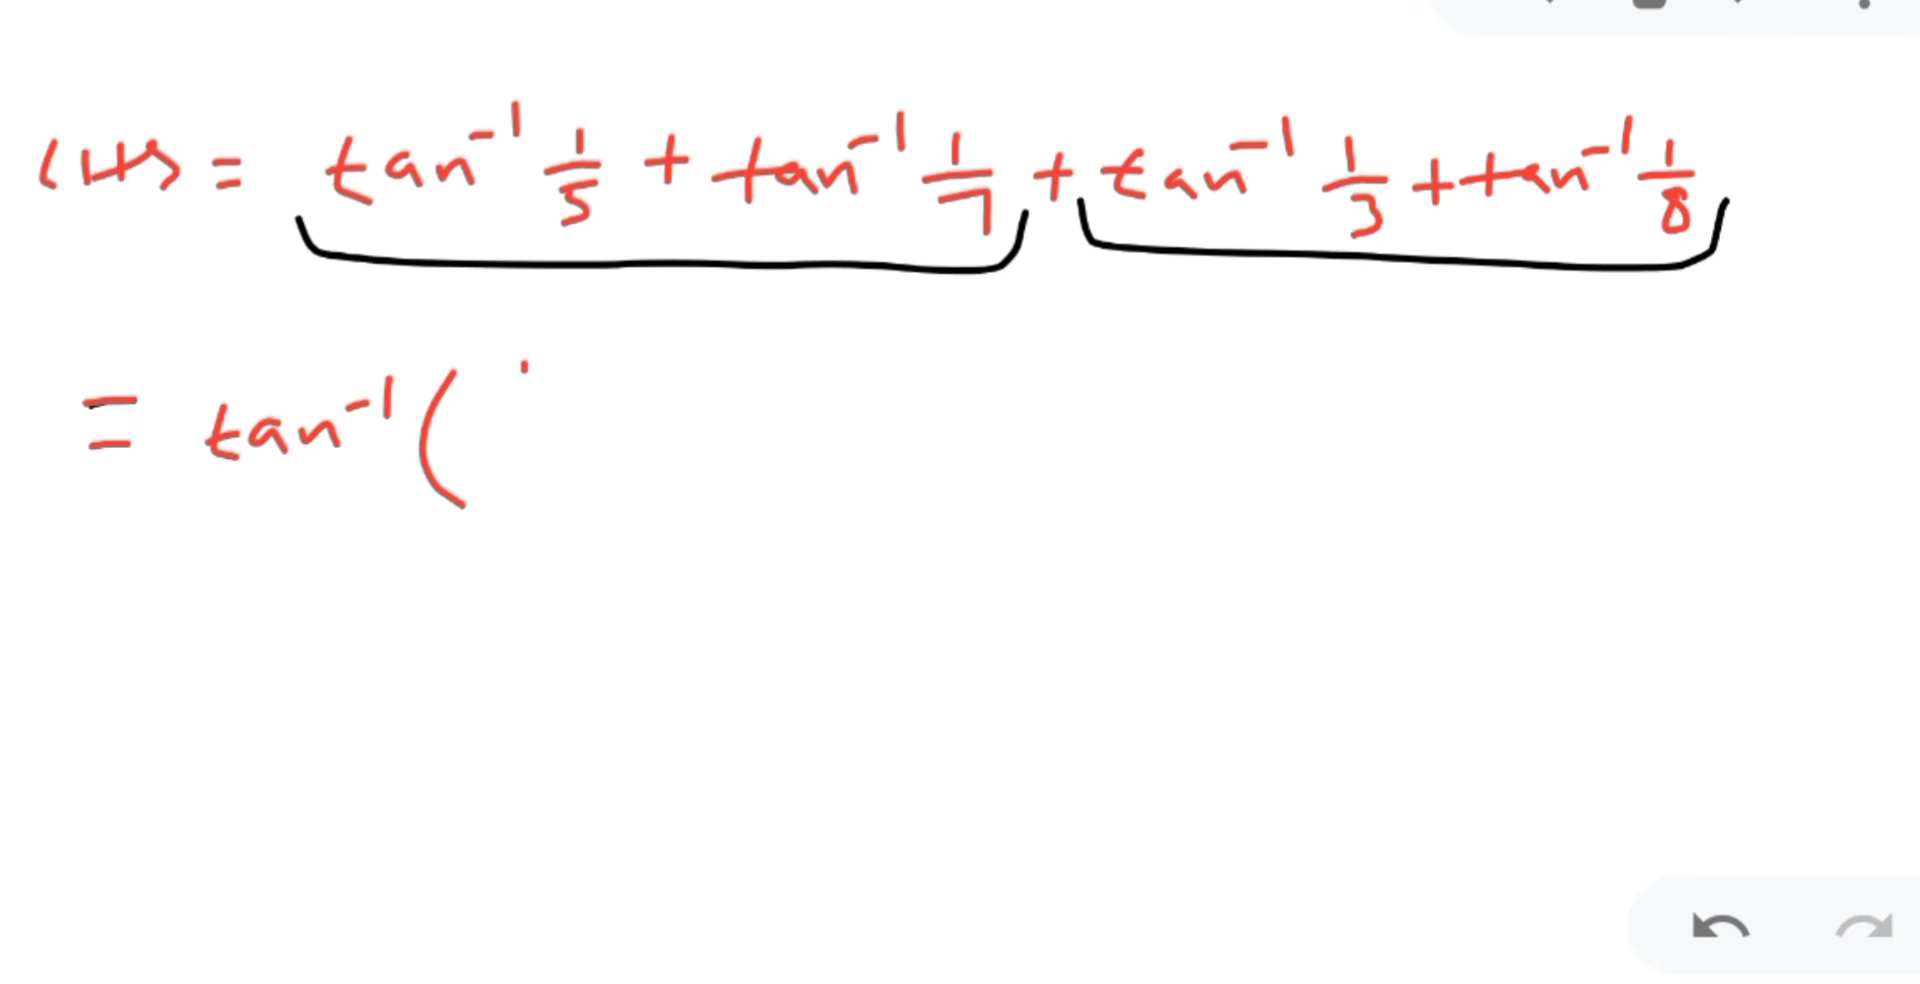 LHS = tan⁻¹ 1/5 + tan⁻¹ 1/7 + tan⁻¹ 1/3 + tan⁻¹ 1/8
= tan⁻¹(